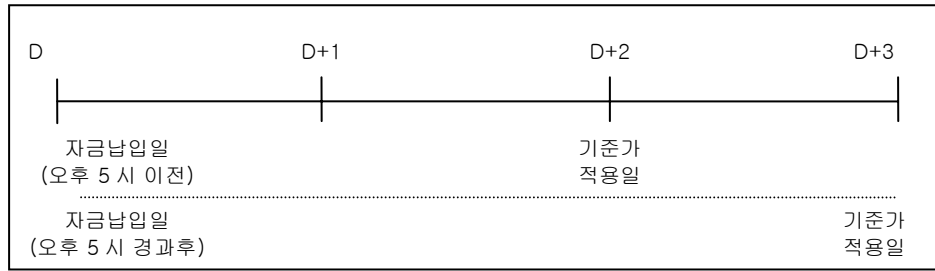 D D+1 D+2 D+3
자금납입일 기준가
(오후 5 시 이전) 적용일
자금납입일 기준가
(오후 5 시 경과후) 적용일